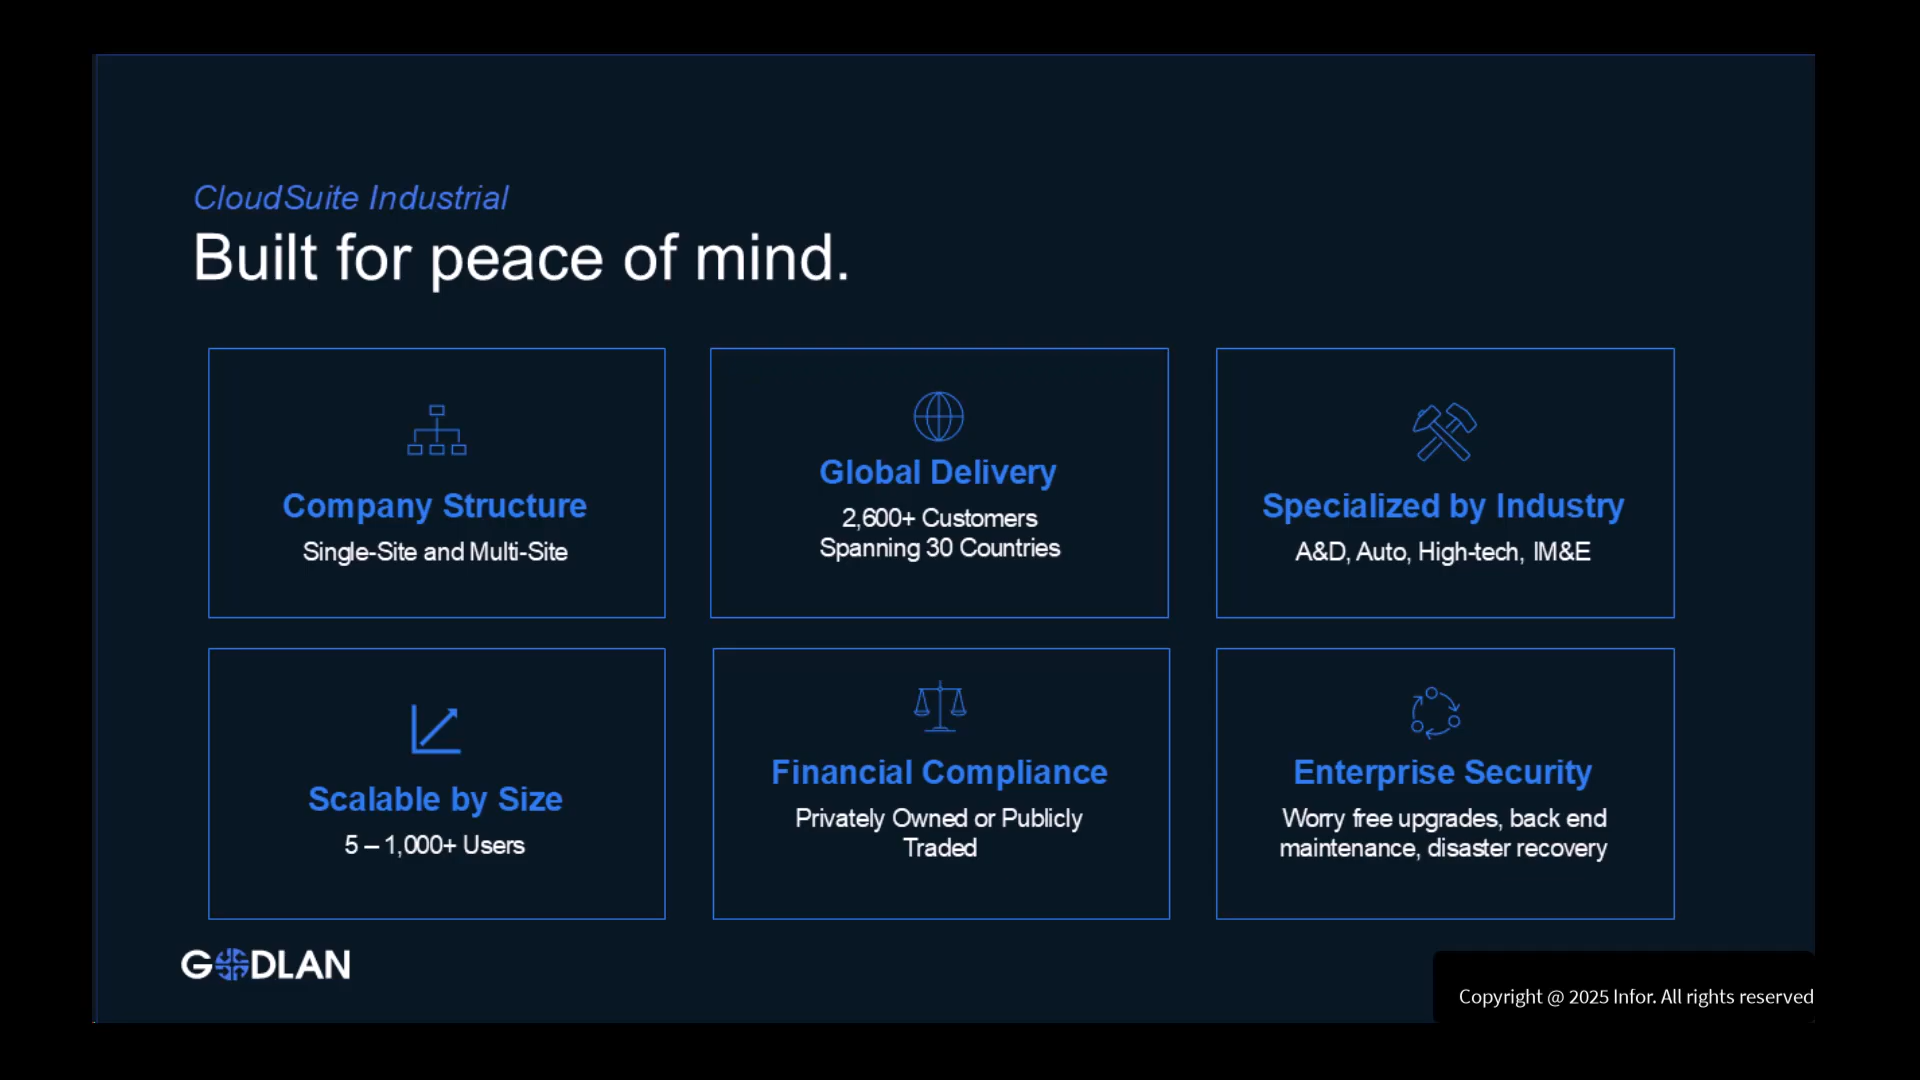 CloudSuite Industrial
Built for peace of mind.
Company Structure
Single-Site and Multi-Site
Global Delivery
2,600+ Customers
Spanning 30 Countries
Specialized by Industry
A&D, Auto, High-tech, IM&E
Scalable by Size
5 – 1,000+ Users
Financial Compliance
Privately Owned or Publicly
Traded
Enterprise Security
Worry free upgrades, back end
maintenance, disaster recovery
GODLAN
Copyright @ 2025 Infor. All rights reserved